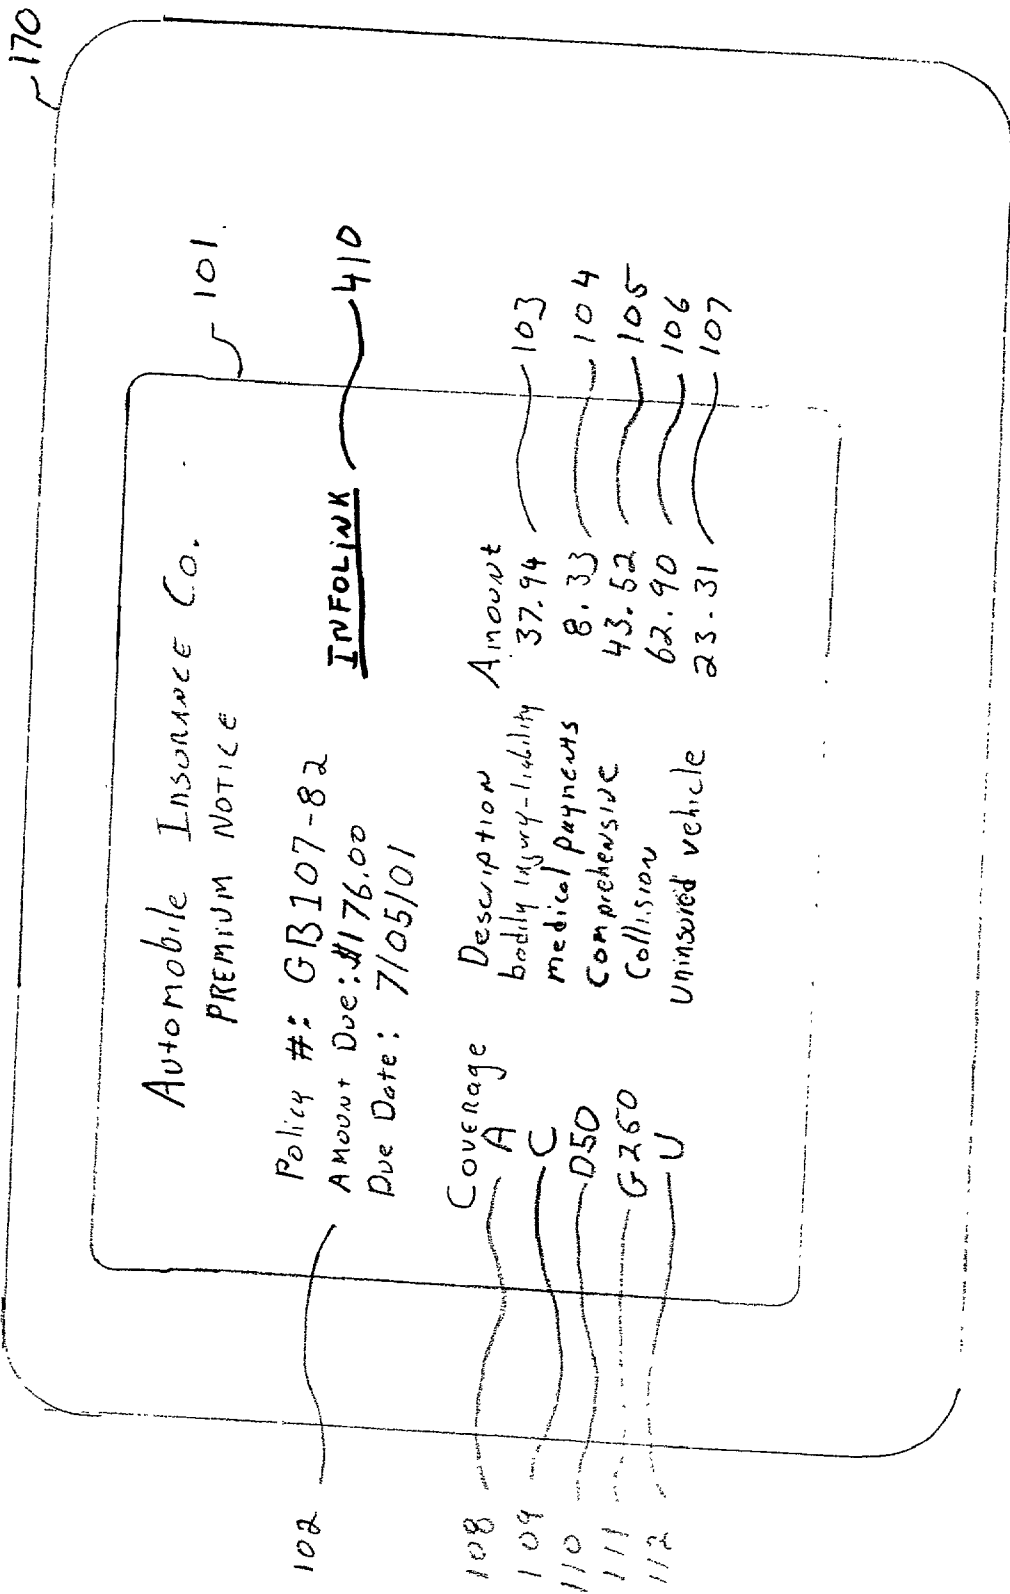 170
101.
Automobile Insurance Co.
PREMIUM NOTICE
Policy #: GB107-82
Amount Due: $176.00 INFOLINK 410
Due Date: 7/05/01
102
Coverage Description Amount
108 A bodily injury-liability 37.94 103
109 C medical payments 8.33 104
110 D50 Comprehensive 43.52 105
111 G250 Collision 62.90 106
112 U Uninsured vehicle 23.31 107